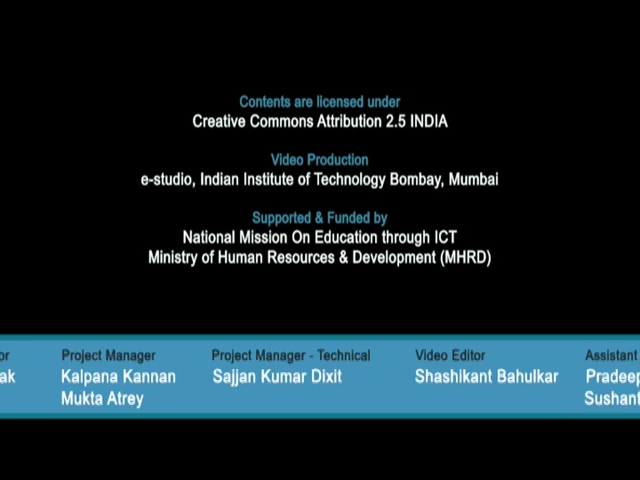 Contents are licensed under
Creative Commons Attribution 2.5 INDIA
Video Production
e-studio, Indian Institute of Technology Bombay, Mumbai
Supported & Funded by
National Mission On Education through ICT
Ministry of Human Resources & Development (MHRD)
Project Manager
Kalpana Kannan
Mukta Atrey
Project Manager - Technical
Sajjan Kumar Dixit
Video Editor
Shashikant Bahulkar
Assistant